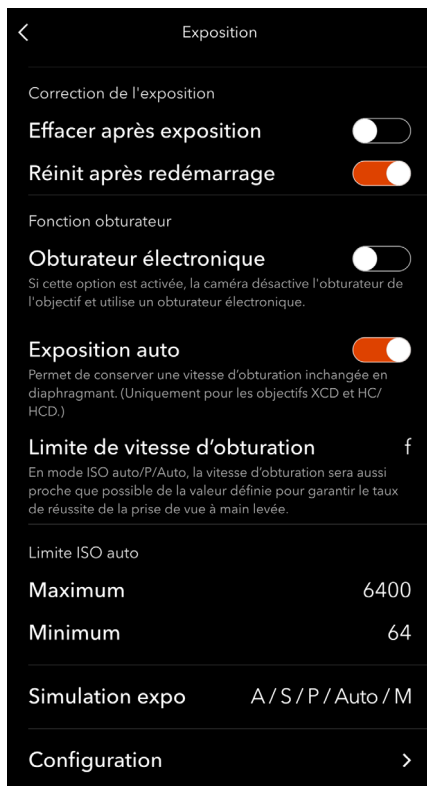 Exposition
Correction de l'exposition
Effacer après exposition
Réinit après redémarrage
Fonction obturateur
Obturateur électronique
Si cette option est activée, la caméra désactive l'obturateur de
l'objectif et utilise un obturateur électronique.
Exposition auto
Permet de conserver une vitesse d'obturation inchangée en
diaphragmant. (Uniquement pour les objectifs XCD et HC/
HCD.)
Limite de vitesse d'obturation f
En mode ISO auto/P/Auto, la vitesse d'obturation sera aussi
proche que possible de la valeur définie pour garantir le taux
de réussite de la prise de vue à main levée.
Limite ISO auto
Maximum 6400
Minimum 64
Simulation expo A / S / P / Auto / M
Configuration